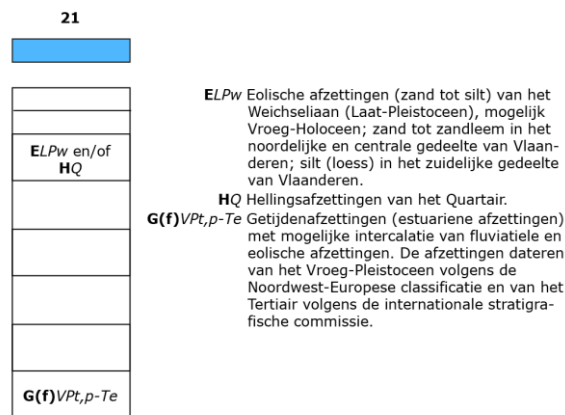 21
ELPw en/of
HQ
G(f)VPt,p-Te
ELPw Eolische afzettingen (zand tot silt) van het
Weichseliaan (Laat-Pleistoceen), mogelijk
Vroeg-Holoceen; zand tot zandleem in het
noordelijke en centrale gedeelte van Vlaan-
deren; silt (loess) in het zuidelijke gedeelte
van Vlaanderen.
HQ Hellingsafzettingen van het Quartair.
G(f)VPt,p-Te Getijdenafzettingen (estuariene afzettingen)
met mogelijke intercalatie van fluviatiele en
eolische afzettingen. De afzettingen dateren
van het Vroeg-Pleistoceen volgens de
Noordwest-Europese classificatie en van het
Tertiair volgens de internationale stratigra-
fische commissie.